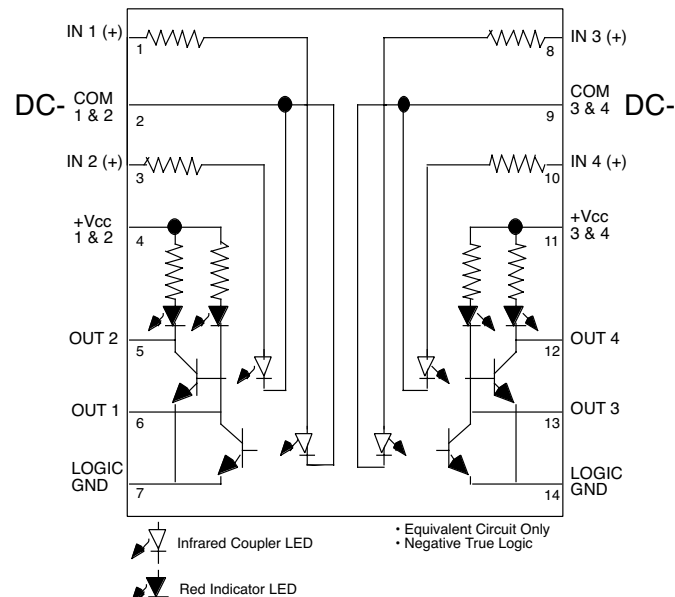 IN 1 (+)
1
DC- COM
1 & 2
2
IN 2 (+)
3
+Vcc
1 & 2
4
OUT 2
5
OUT 1
6
LOGIC
GND
7
IN 3 (+)
8
COM
3 & 4 DC-
9
IN 4 (+)
10
+Vcc
3 & 4
11
OUT 4
12
OUT 3
13
LOGIC
GND
14
Infrared Coupler LED
Red Indicator LED
• Equivalent Circuit Only
• Negative True Logic